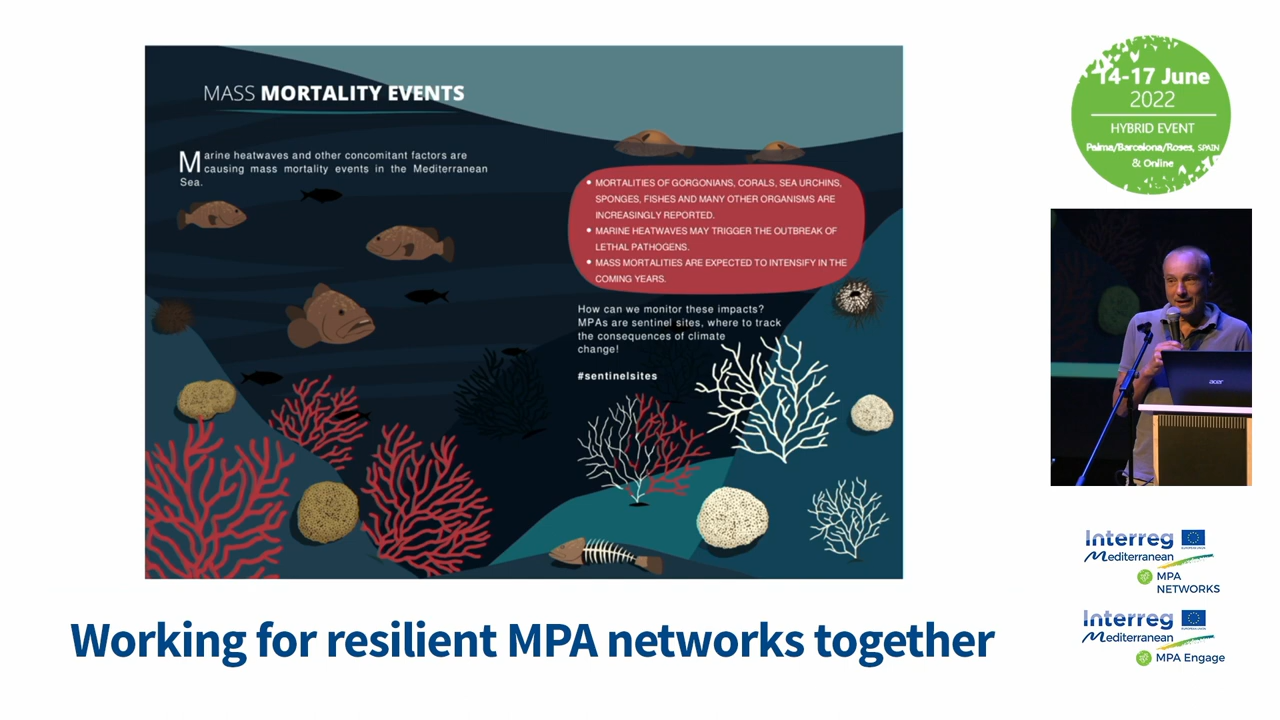 MASS MORTALITY EVENTS
Marine heatwaves and other concomitant factors are
causing mass mortality events in the Mediterranean
Sea.
• MORTALITIES OF GORGONIANS, CORALS, SEA URCHINS,
SPONGES, FISHES AND MANY OTHER ORGANISMS ARE
INCREASINGLY REPORTED.
• MARINE HEATWAVES MAY TRIGGER THE OUTBREAK OF
LETHAL PATHOGENS.
• MASS MORTALITIES ARE EXPECTED TO INTENSIFY IN THE
COMING YEARS.
How can we monitor these impacts?
MPAs are sentinel sites, where to track
the consequences of climate
change!
#sentinelsites
14-17 June
2022
HYBRID EVENT
Palma/Barcelona/Roses, SPAIN
& Online
acer
Interreg
EUROPEAN UNION
Mediterranean
MPA
NETWORKS
Interreg
EUROPEAN UNION
Mediterranean
MPA Engage
Working for resilient MPA networks together